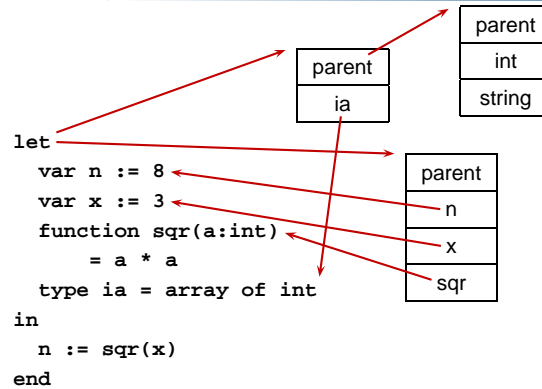 parent
int
string
parent
ia
let
var n := 8
var x := 3
function sqr(a:int)
= a * a
type ia = array of int
in
n := sqr(x)
end
parent
n
x
sqr